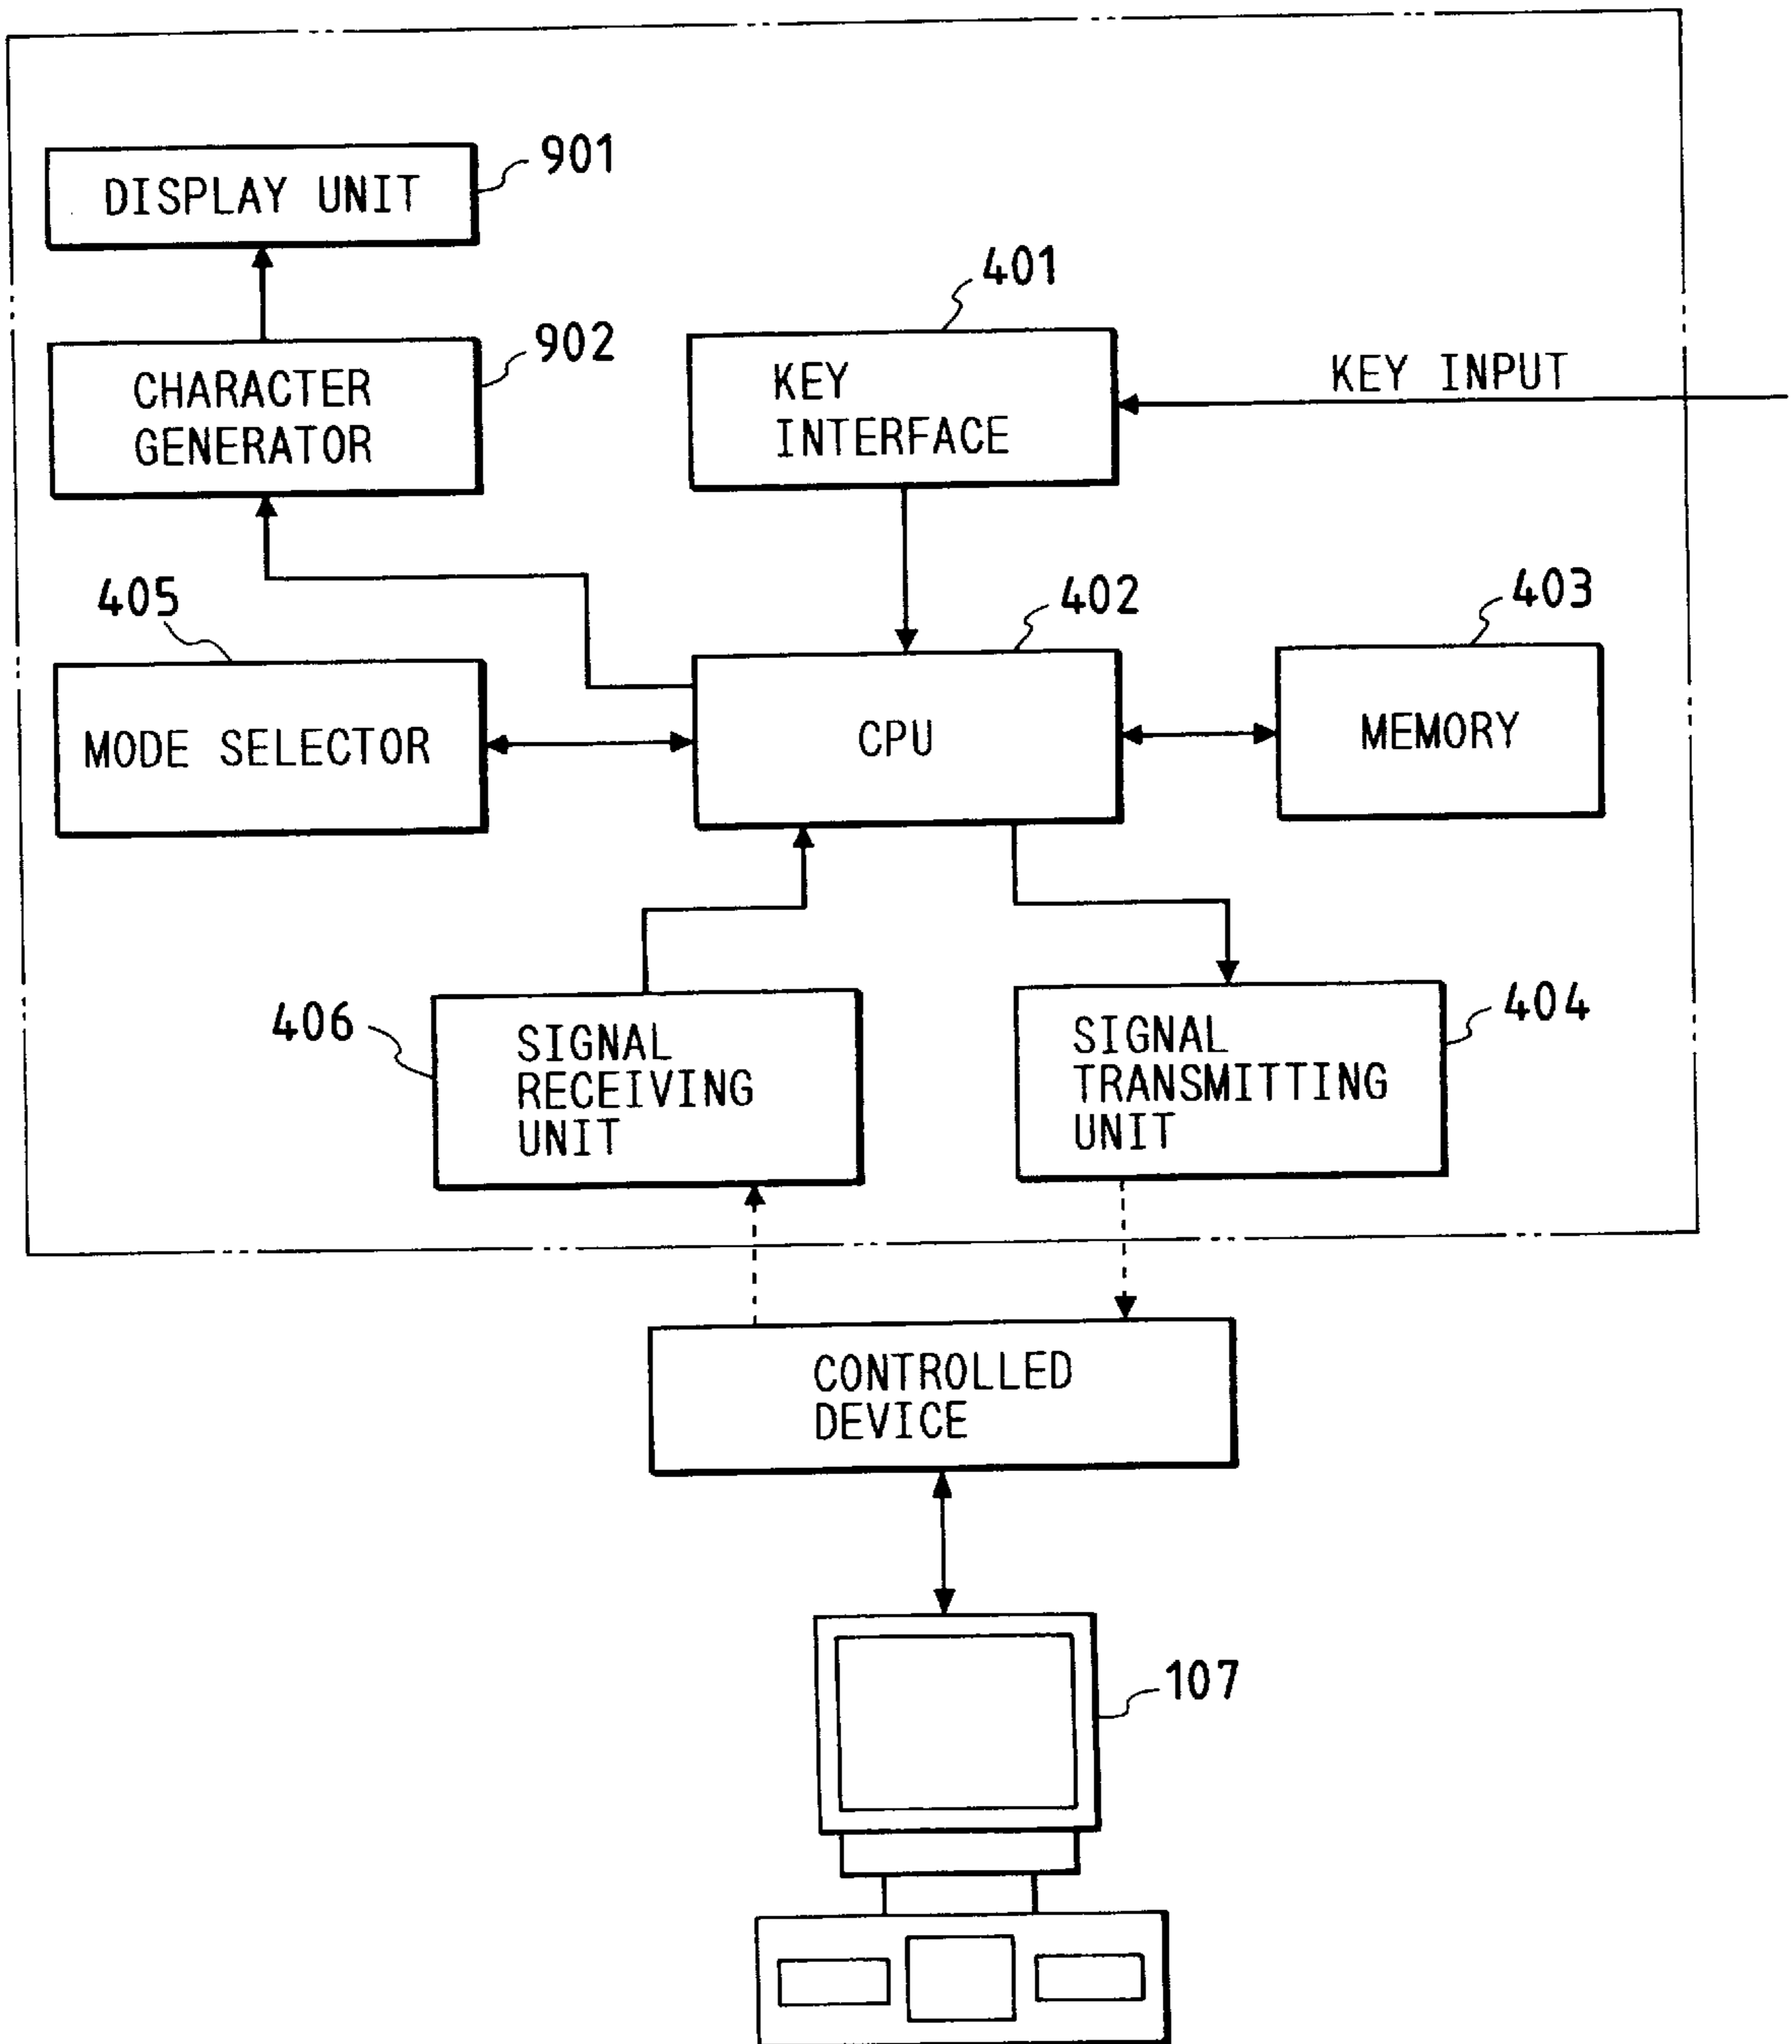 901
DISPLAY UNIT
401
902
CHARACTER
GENERATOR
KEY
INTERFACE
KEY INPUT
405
402
403
MODE SELECTOR
CPU
MEMORY
406
SIGNAL
RECEIVING
UNIT
SIGNAL
TRANSMITTING
UNIT
404
CONTROLLED
DEVICE
107